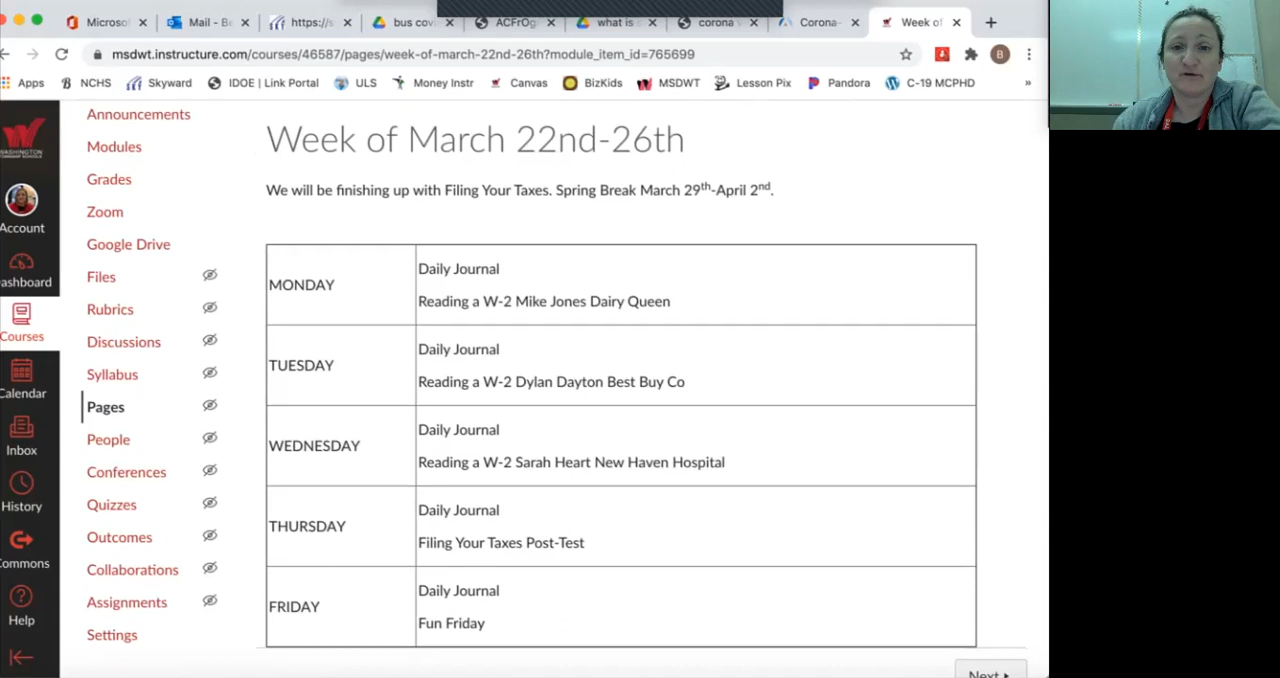 Microsof
Mail - Be
https://s
bus cov
ACFrOg
what is
corona v
Corona-
Week of
msdwt.instructure.com/courses/46587/pages/week-of-march-22nd-26th?module_item_id=765699
B
Apps
NCHS
Skyward
IDOE | Link Portal
ULS
Money Instr
Canvas
BizKids
MSDWT
Lesson Pix
Pandora
C-19 MCPHD
»
WASHINGTON
TOWNSHIP SCHOOLS
Account
ashboard
Courses
Calendar
Inbox
History
ommons
Help
Announcements
Modules
Grades
Zoom
Google Drive
Files
Rubrics
Discussions
Syllabus
Pages
People
Conferences
Quizzes
Outcomes
Collaborations
Assignments
Settings
Week of March 22nd-26th
We will be finishing up with Filing Your Taxes. Spring Break March 29th-April 2nd.
MONDAY
Daily Journal
Reading a W-2 Mike Jones Dairy Queen
TUESDAY
Daily Journal
Reading a W-2 Dylan Dayton Best Buy Co
WEDNESDAY
Daily Journal
Reading a W-2 Sarah Heart New Haven Hospital
THURSDAY
Daily Journal
Filing Your Taxes Post-Test
FRIDAY
Daily Journal
Fun Friday
Next